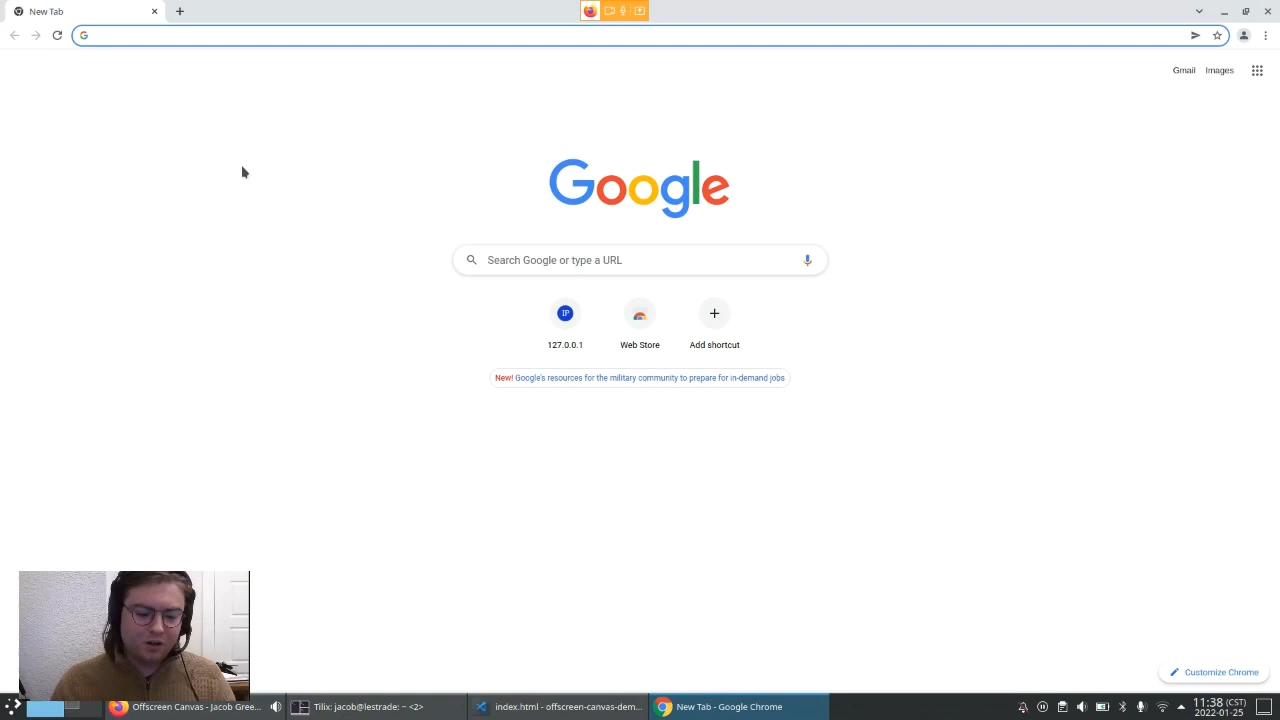 New Tab
Gmail
Images
Google
Search Google or type a URL
IP
127.0.0.1
Web Store
Add shortcut
New! Google's resources for the military community to prepare for in-demand jobs
Customize Chrome
Offscreen Canvas - Jacob Gree...
Tilix: jacob@lestrade: ~ <2>
index.html - offscreen-canvas-dem...
New Tab - Google Chrome
11:38 (CST)
2022-01-25